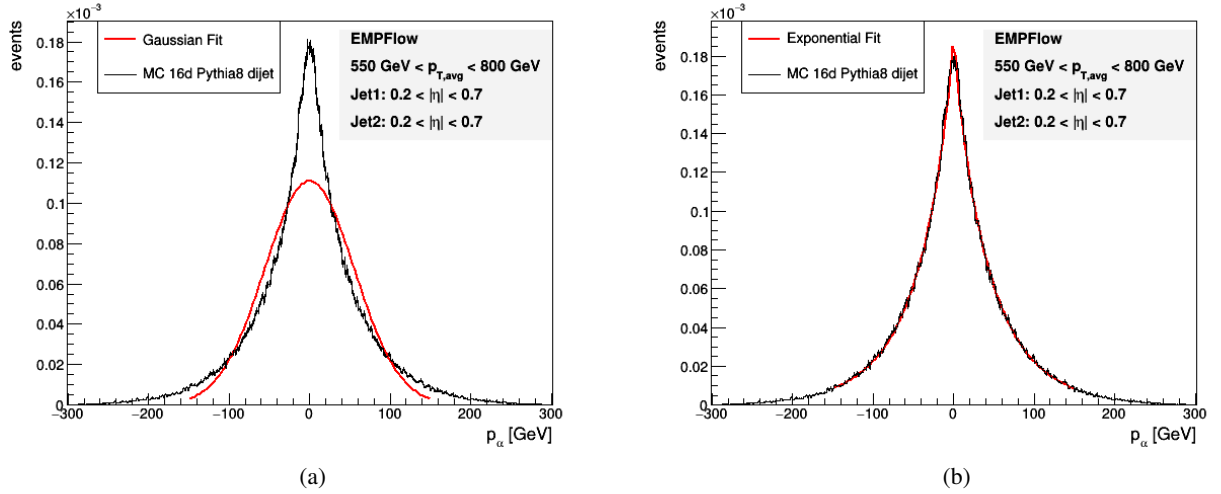 ×10⁻³
events
0.18
0.16
0.14
0.12
0.1
0.08
0.06
0.04
0.02
0
−300 −200 −100 0 100 200 300
p_α [GeV]
Gaussian Fit
MC 16d Pythia8 dijet
EMPFlow
550 GeV < p_T,avg < 800 GeV
Jet1: 0.2 < |η| < 0.7
Jet2: 0.2 < |η| < 0.7
(a)
×10⁻³
events
0.18
0.16
0.14
0.12
0.1
0.08
0.06
0.04
0.02
0
−300 −200 −100 0 100 200 300
p_α [GeV]
Exponential Fit
MC 16d Pythia8 dijet
EMPFlow
550 GeV < p_T,avg < 800 GeV
Jet1: 0.2 < |η| < 0.7
Jet2: 0.2 < |η| < 0.7
(b)